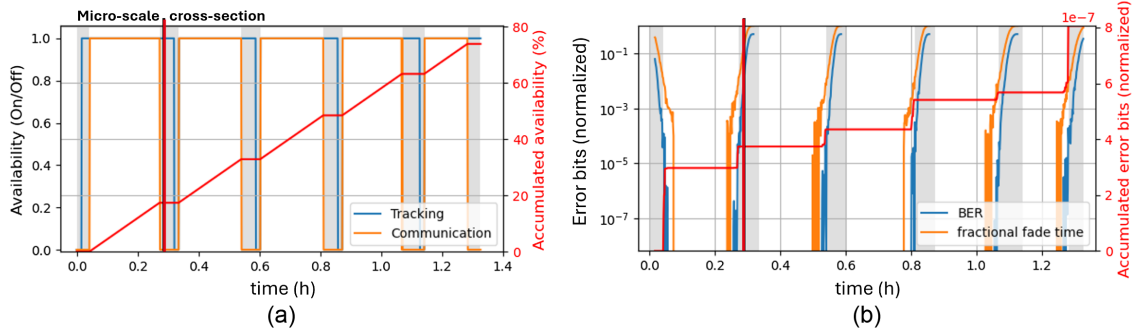 Micro-scale cross-section
Availability (On/Off)
1.0
0.8
0.6
0.4
0.2
0.0
Tracking
Communication
80
60
40
20
0
Accumulated availability (%)
0.0 0.2 0.4 0.6 0.8 1.0 1.2 1.4
time (h)
(a)
Error bits (normalized)
10⁻¹
10⁻³
10⁻⁵
10⁻⁷
BER
fractional fade time
1e−7
8
6
4
2
0
Accumulated error bits (normalized)
0.0 0.2 0.4 0.6 0.8 1.0 1.2
time (h)
(b)